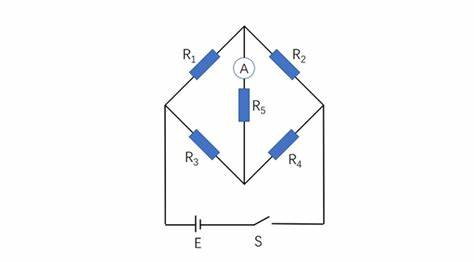 R₁ R₂
A
R₅
R₃ R₄
E S